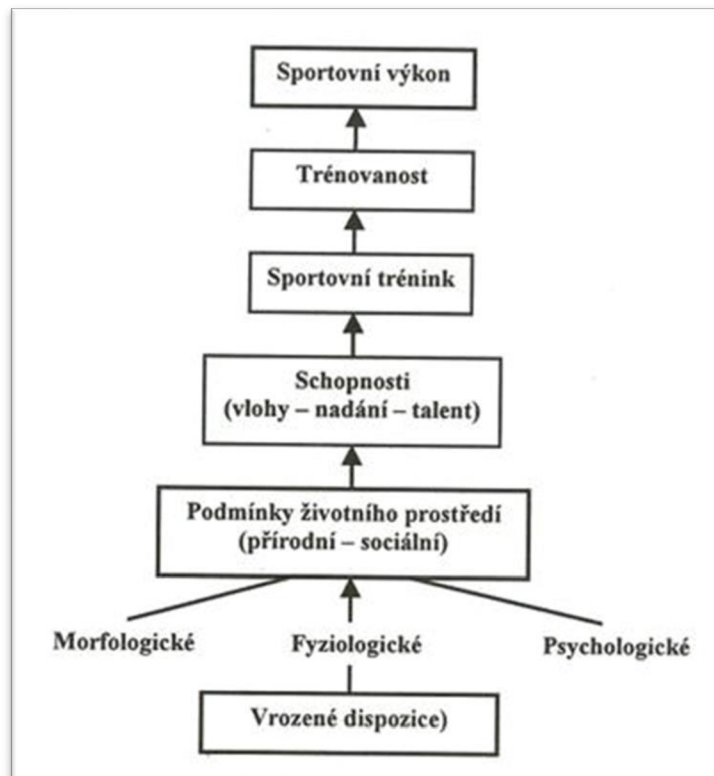 Sportovní výkon
Trénovanost
Sportovní trénink
Schopnosti
(vlohy – nadání – talent)
Podmínky životního prostředí
(přírodní – sociální)
Morfologické
Fyziologické
Psychologické
Vrozené dispozice)